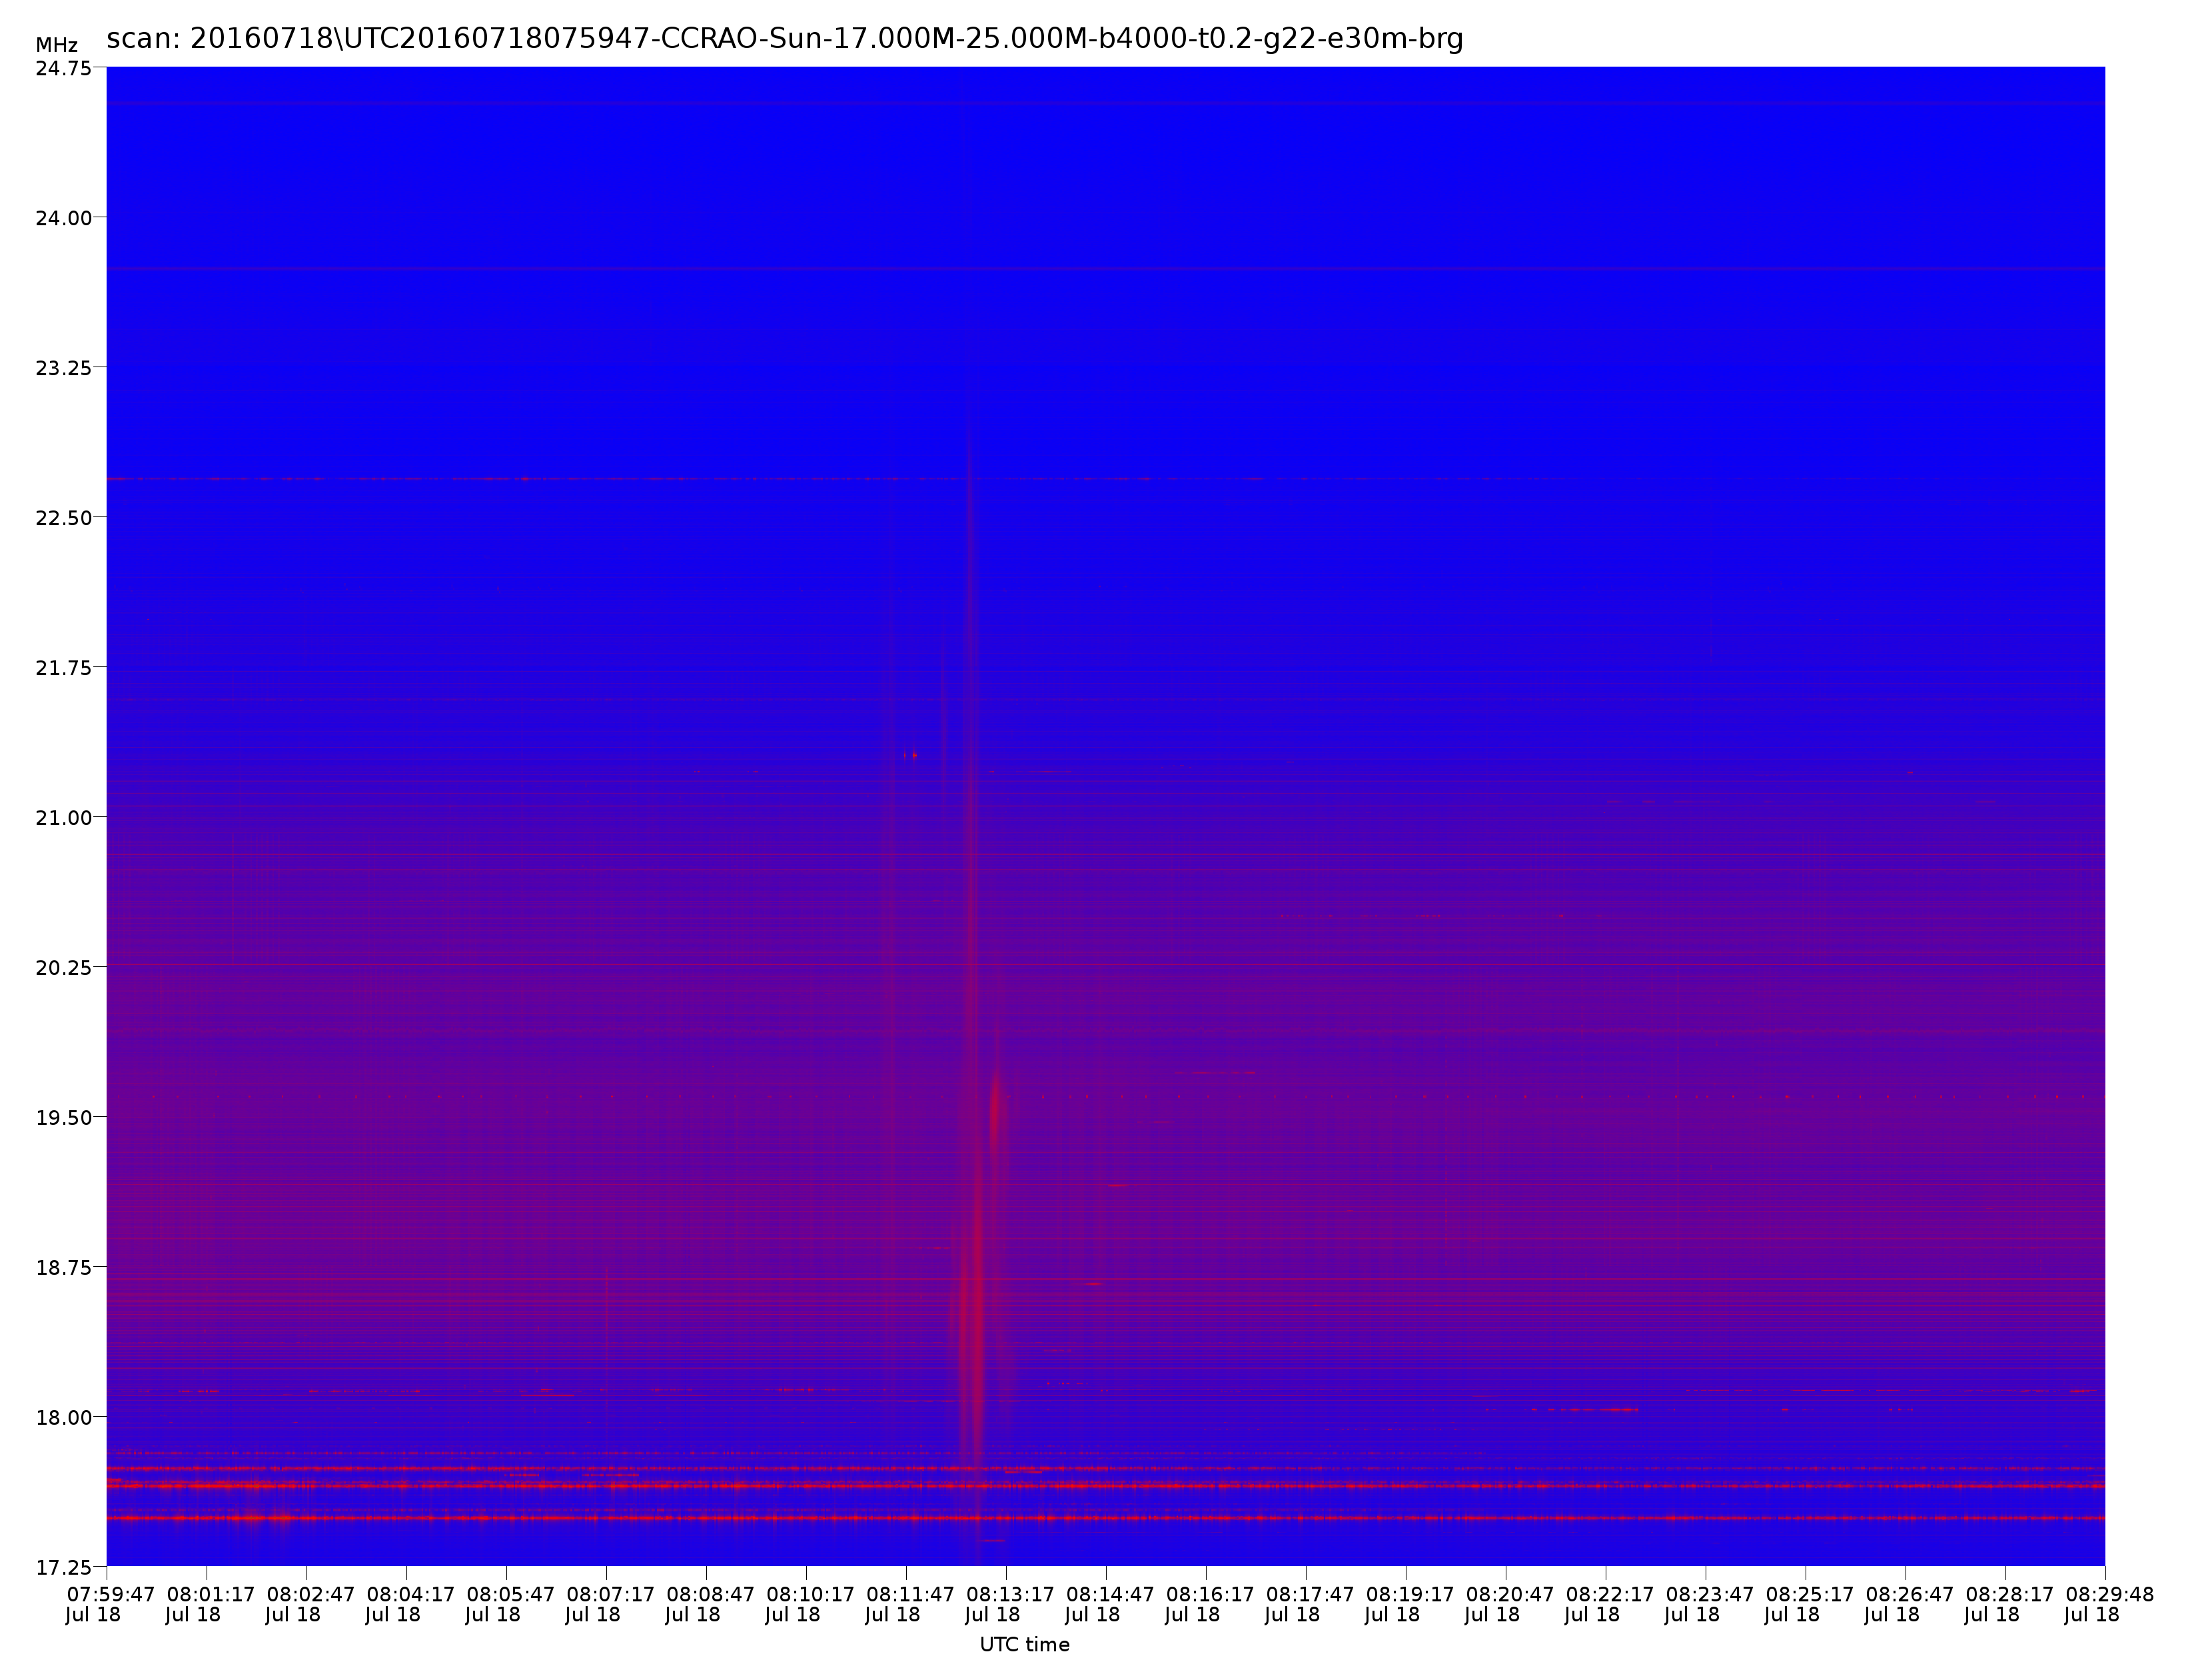 scan: 20160718\UTC20160718075947-CCRAO-Sun-17.000M-25.000M-b4000-t0.2-g22-e30m-brg
MHz
24.75
24.00
23.25
22.50
21.75
21.00
20.25
19.50
18.75
18.00
17.25
07:59:47 08:01:17 08:02:47 08:04:17 08:05:47 08:07:17 08:08:47 08:10:17 08:11:47 08:13:17 08:14:47 08:16:17 08:17:47 08:19:17 08:20:47 08:22:17 08:23:47 08:25:17 08:26:47 08:28:17 08:29:48
Jul 18 Jul 18 Jul 18 Jul 18 Jul 18 Jul 18 Jul 18 Jul 18 Jul 18 Jul 18 Jul 18 Jul 18 Jul 18 Jul 18 Jul 18 Jul 18 Jul 18 Jul 18 Jul 18 Jul 18 Jul 18
UTC time